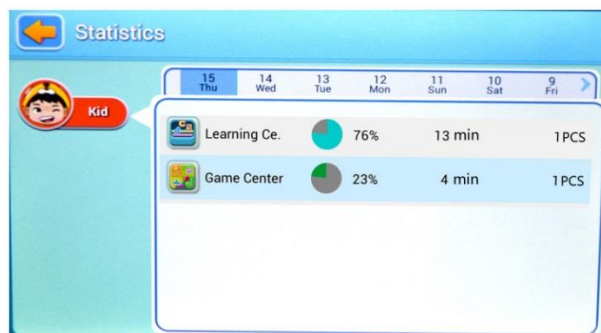 Statistics
15 14 13 12 11 10 9
Thu Wed Tue Mon Sun Sat Fri
Kid
Learning Ce. 76% 13 min 1PCS
Game Center 23% 4 min 1PCS